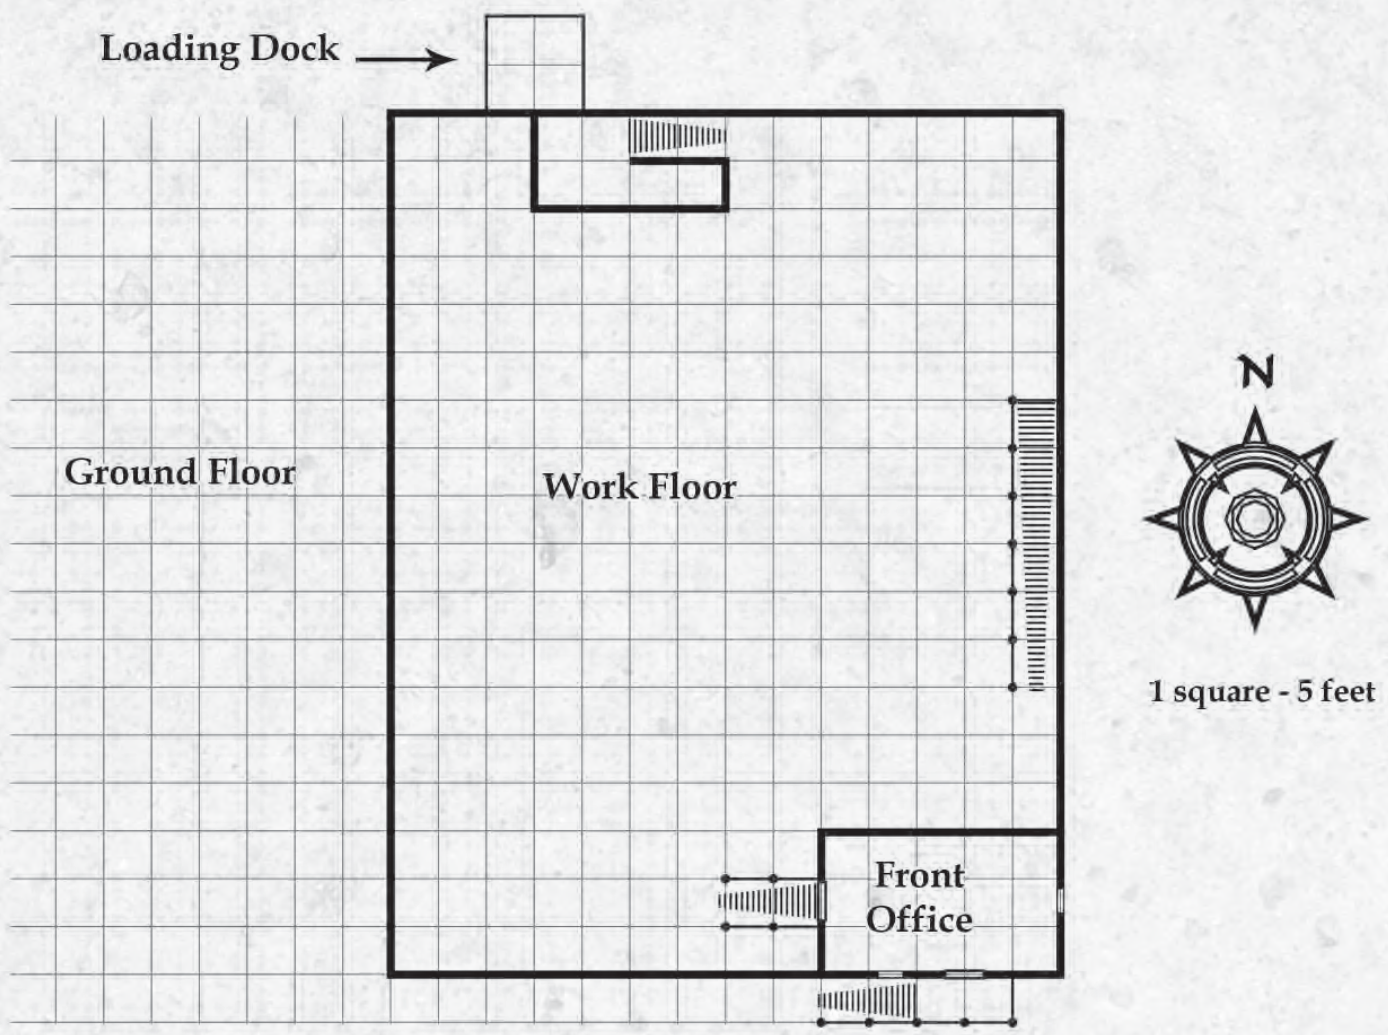 Loading Dock
N
Ground Floor
Work Floor
1 square - 5 feet
Front
Office